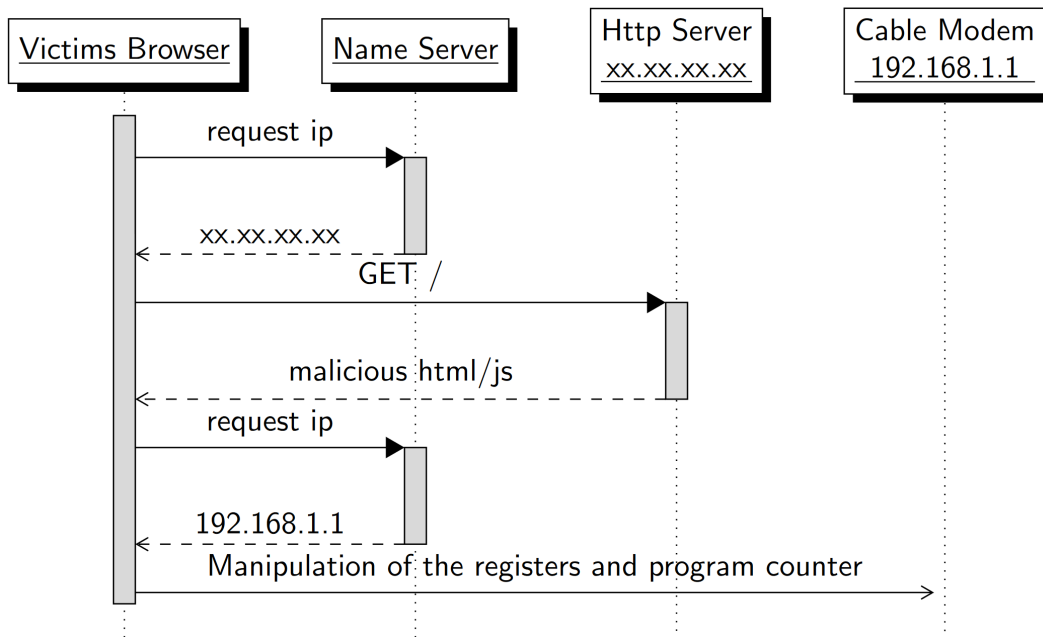 Victims Browser
Name Server
Http Server
xx.xx.xx.xx
Cable Modem
192.168.1.1
request ip
xx.xx.xx.xx
GET /
malicious html/js
request ip
192.168.1.1
Manipulation of the registers and program counter